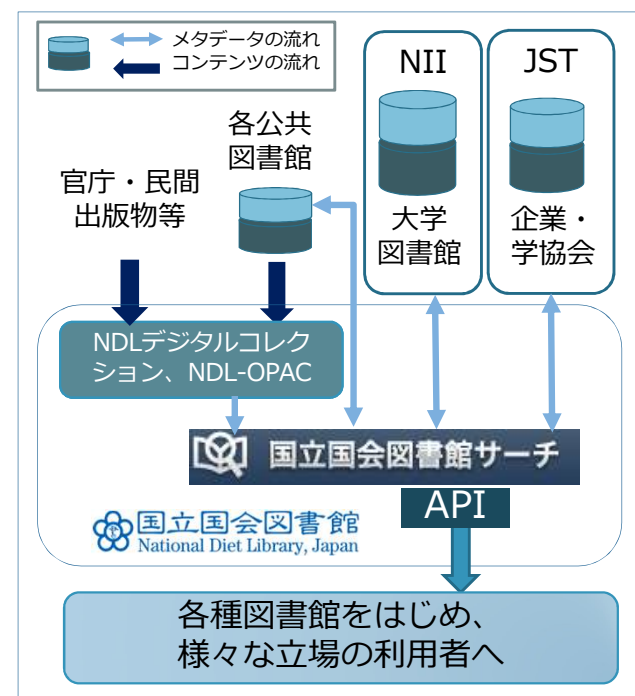 メタデータの流れ
コンテンツの流れ
NII
JST
各公共
図書館
官庁・民間
出版物等
大学
図書館
企業・
学協会
NDLデジタルコレク
ション、NDL-OPAC
国立国会図書館サーチ
API
国立国会図書館
National Diet Library, Japan
各種図書館をはじめ、
様々な立場の利用者へ